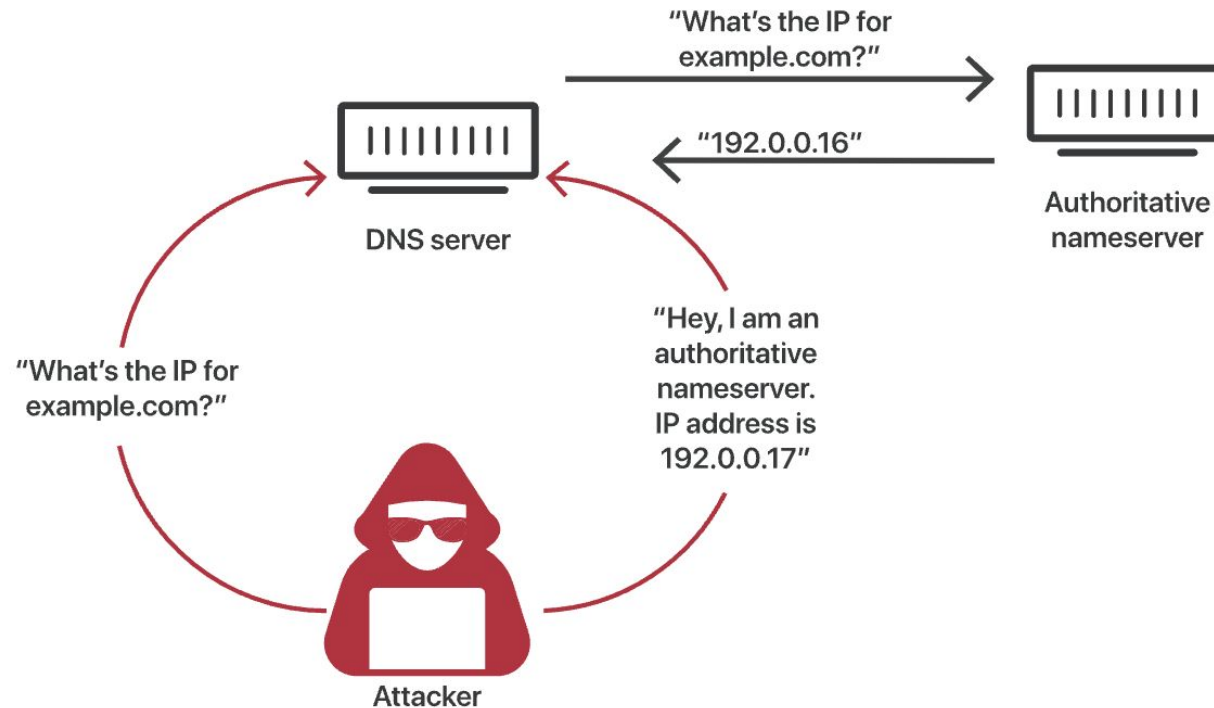 “What’s the IP for
example.com?”
“192.0.0.16”
DNS server
Authoritative
nameserver
“What’s the IP for
example.com?”
“Hey, I am an
authoritative
nameserver.
IP address is
192.0.0.17”
Attacker